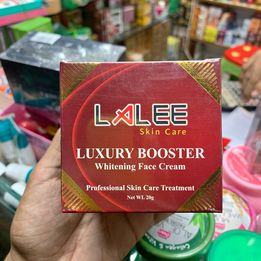 LALEE
Skin Care
LUXURY BOOSTER
Whitening Face Cream
Professional Skin Care Treatment
Net Wt. 20g